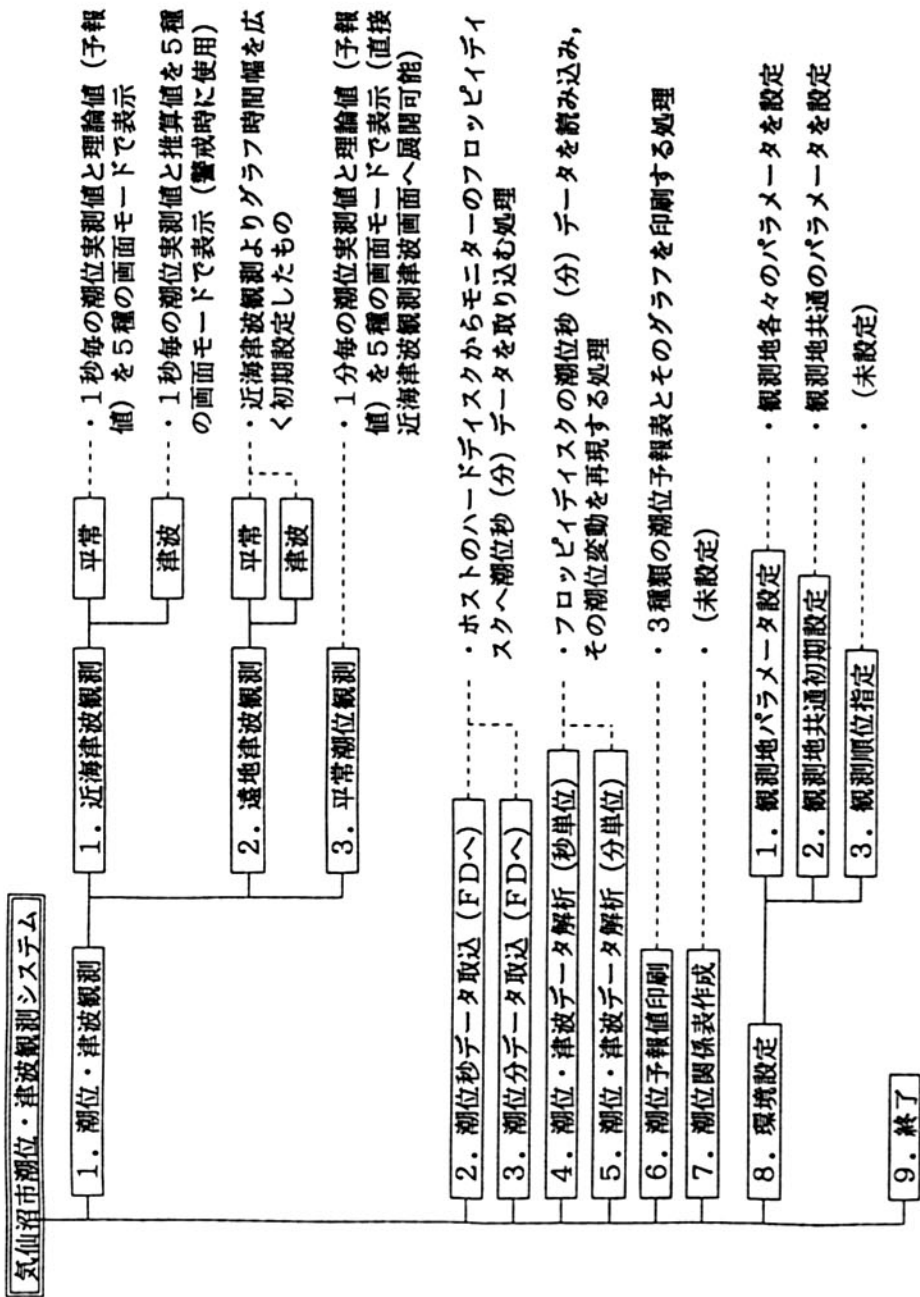 気仙沼市潮位・津波観測システム
1．潮位・津波観測
1．近海津波観測
平常
・1秒毎の潮位実測値と理論値（予報
値）を5種の画面モードで表示
津波
・1秒毎の潮位実測値と推算値を5種
の画面モードで表示（警戒時に使用）
2．遠地津波観測
平常
津波
・近海津波観測よりグラフ時間幅を広
く初期設定したもの
3．平常潮位観測
・1分毎の潮位実測値と理論値（予報
値）を5種の画面モードで表示（直接
近海津波観測津波画面へ展開可能）
2．潮位秒データ取込（FDへ）
3．潮位分データ取込（FDへ）
・ホストのハードディスクからモニターのフロッピィディ
スクへ潮位秒（分）データを取り込む処理
4．潮位・津波データ解析（秒単位）
5．潮位・津波データ解析（分単位）
・フロッピィディスクの潮位秒（分）データを読み込み，
その潮位変動を再現する処理
6．潮位予報値印刷
・3種類の潮位予報表とそのグラフを印刷する処理
7．潮位関係表作成
・（未設定）
8．環境設定
1．観測地パラメータ設定
・観測地各々のパラメータを設定
2．観測地共通初期設定
・観測地共通のパラメータを設定
3．観測順位指定
・（未設定）
9．終了